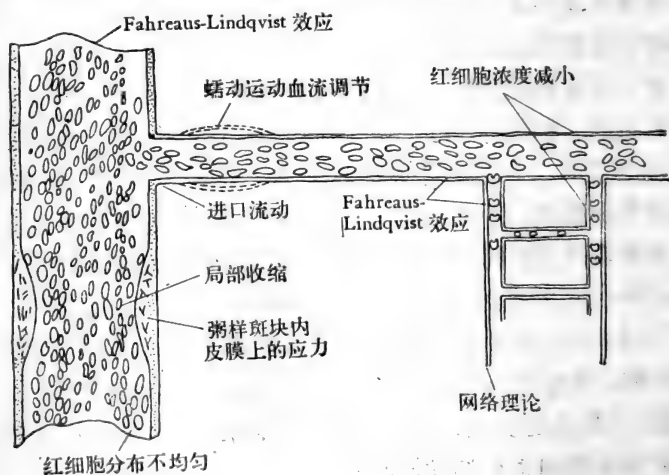 Fahreaus-Lindqvist 效应
蠕动运动血流调节
红细胞浓度减小
进口流动
Fahreaus-
Lindqvist 效应
局部收缩
粥样斑块内
皮膜上的应力
网络理论
红细胞分布不均匀